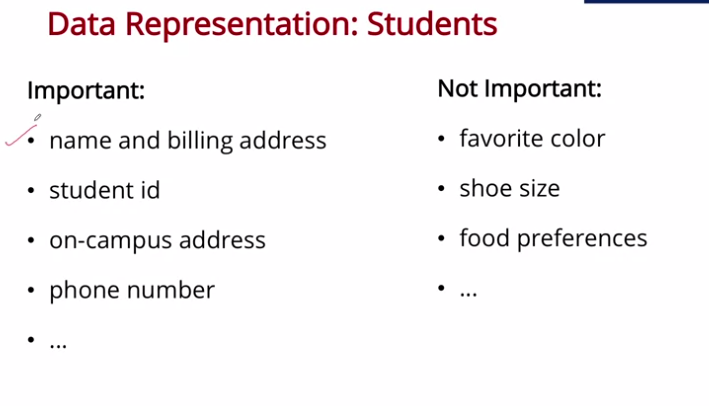 Data Representation: Students
Important:
• name and billing address
• student id
• on-campus address
• phone number
• ...
Not Important:
• favorite color
• shoe size
• food preferences
• ...